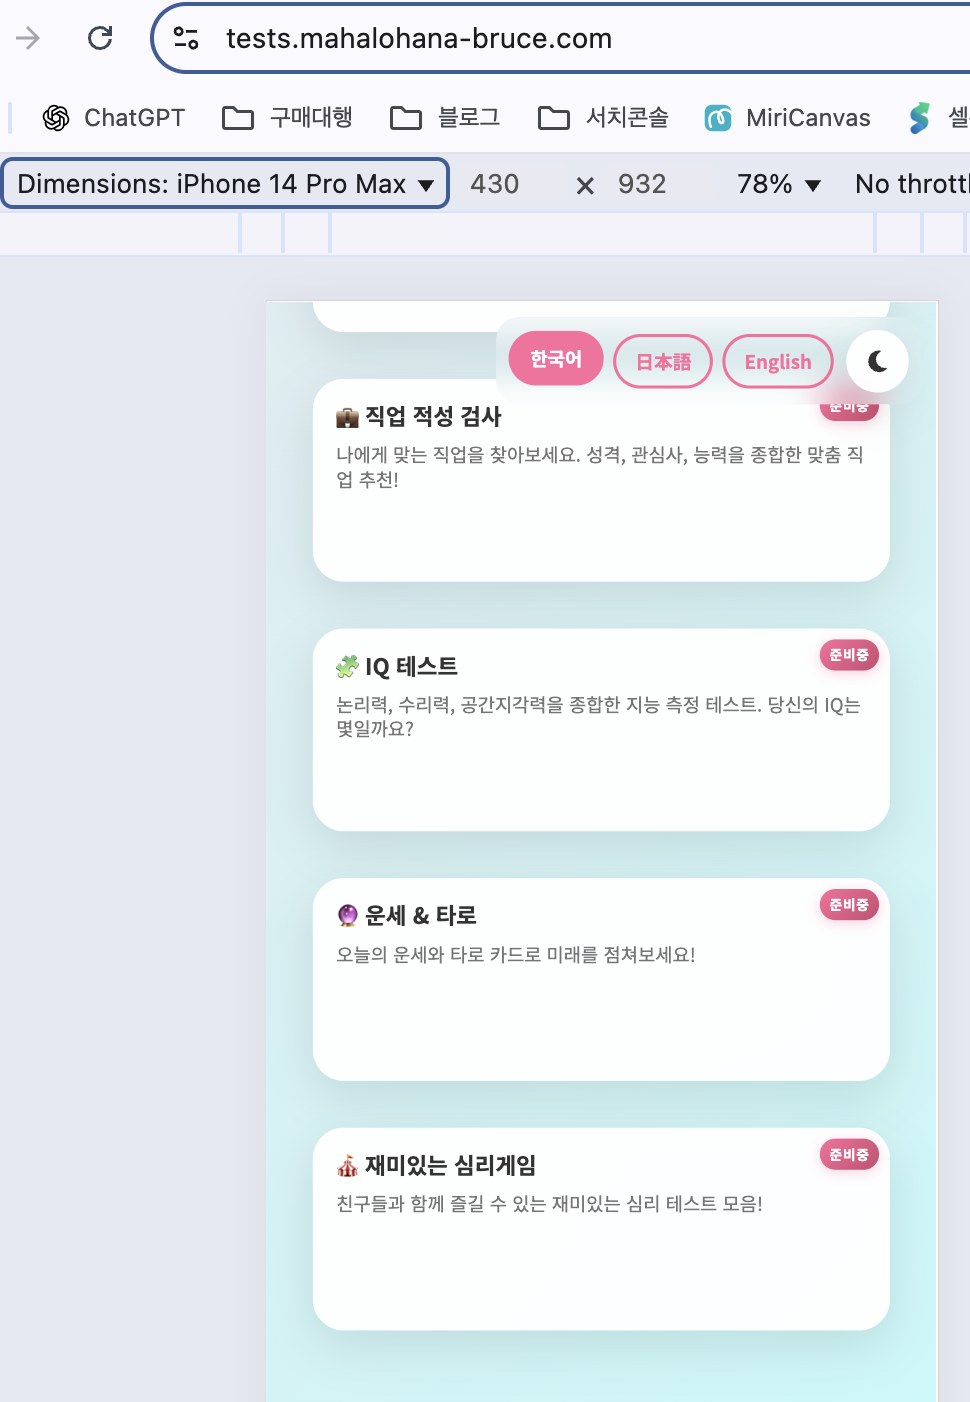 tests.mahalohana-bruce.com
ChatGPT 구매대행 블로그 서치콘솔 MiriCanvas 셀
Dimensions: iPhone 14 Pro Max 430 × 932 78% No thrott
한국어 日本語 English
준비중
직업 적성 검사
나에게 맞는 직업을 찾아보세요. 성격, 관심사, 능력을 종합한 맞춤 직
업 추천!
준비중
IQ 테스트
논리력, 수리력, 공간지각력을 종합한 지능 측정 테스트. 당신의 IQ는
몇일까요?
준비중
운세 & 타로
오늘의 운세와 타로 카드로 미래를 점쳐보세요!
준비중
재미있는 심리게임
친구들과 함께 즐길 수 있는 재미있는 심리 테스트 모음!